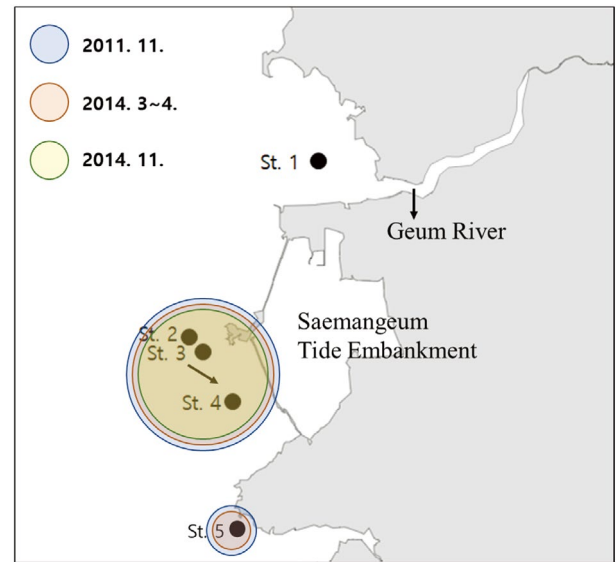 2011. 11.
2014. 3~4.
2014. 11.
St. 1
Geum River
Saemangeum
Tide Embankment
St. 2
St. 3
St. 4
St. 5